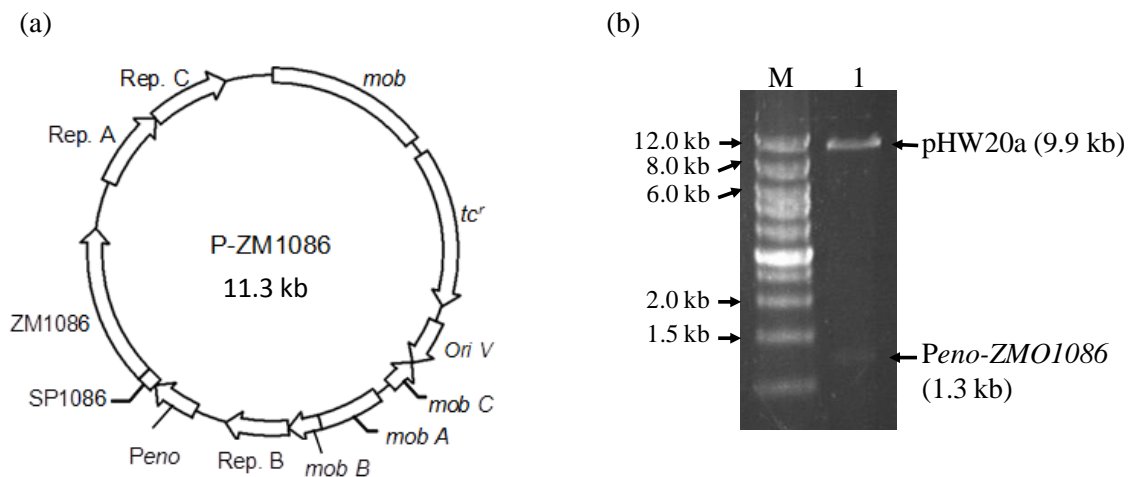 (a)
Rep. C
mob
Rep. A
tcʳ
P-ZM1086
11.3 kb
ZM1086
Ori V
SP1086
mob C
Peno
Rep. B
mob B
mob A
(b)
M 1
12.0 kb
8.0 kb
6.0 kb
2.0 kb
1.5 kb
pHW20a (9.9 kb)
Peno-ZMO1086
(1.3 kb)